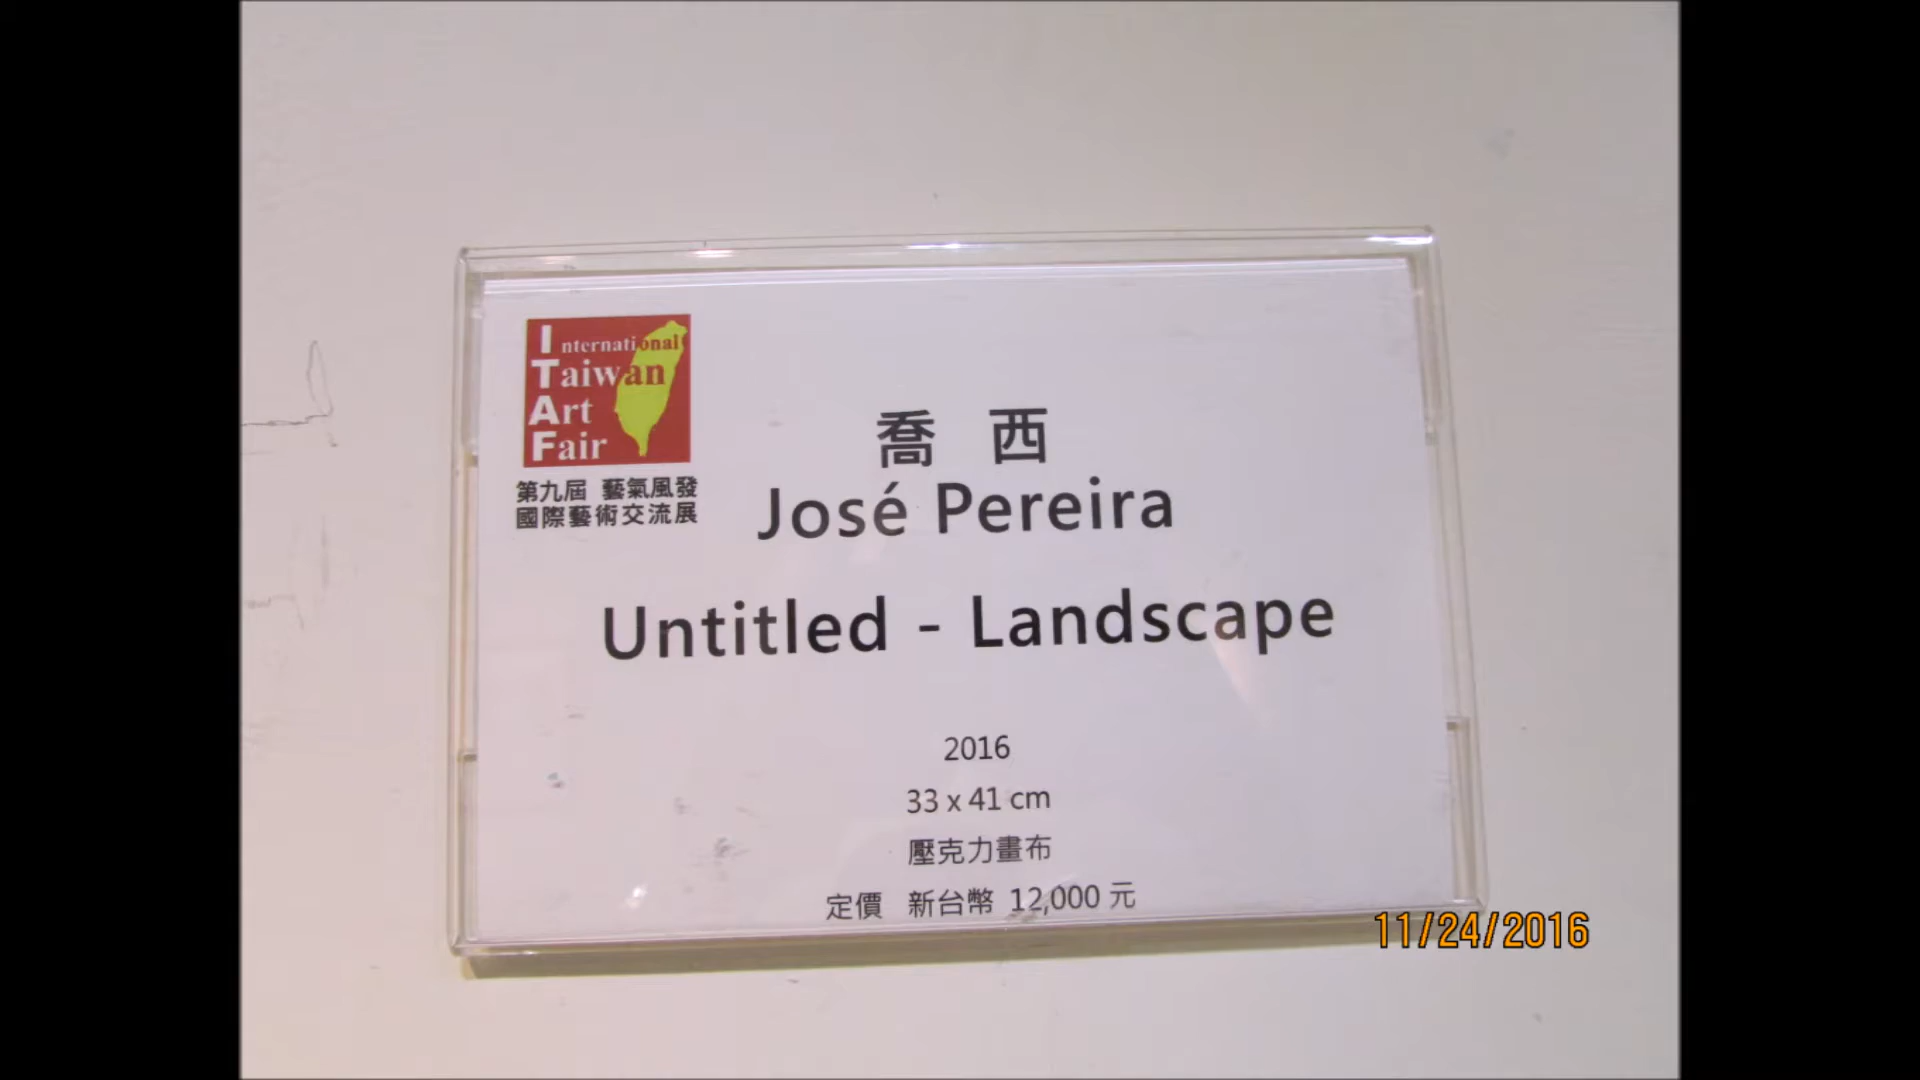 International
Taiwan
Art
Fair
第九屆 藝氣風發
國際藝術交流展
喬 西
José Pereira
Untitled - Landscape
2016
33 x 41 cm
壓克力畫布
定價 新台幣 12,000 元
11/24/2016